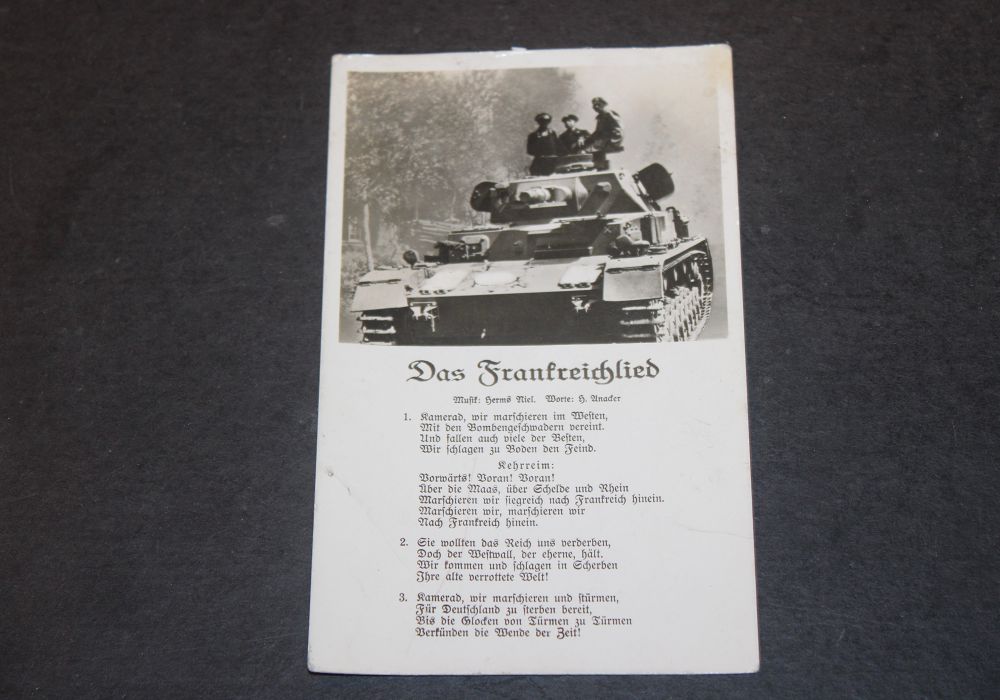 Das Frankreichlied
Musik: Herms Niel. Worte: H. Anacker
1. Kamerad, wir marschieren im Westen,
Mit den Bombengeschwadern vereint.
Und fallen auch viele der Besten,
Wir schlagen zu Boden den Feind.
Kehrreim:
Vorwärts! Voran! Voran!
Über die Maas, über Schelde und Rhein
Marschieren wir siegreich nach Frankreich hinein.
Marschieren wir, marschieren wir
Nach Frankreich hinein.
2. Sie wollten das Reich uns verderben,
Doch der Westwall, der eherne, hält.
Wir kommen und schlagen in Scherben
Ihre alte verrottete Welt!
3. Kamerad, wir marschieren und stürmen,
Für Deutschland zu sterben bereit,
Bis die Glocken von Türmen zu Türmen
Verkünden die Wende der Zeit!